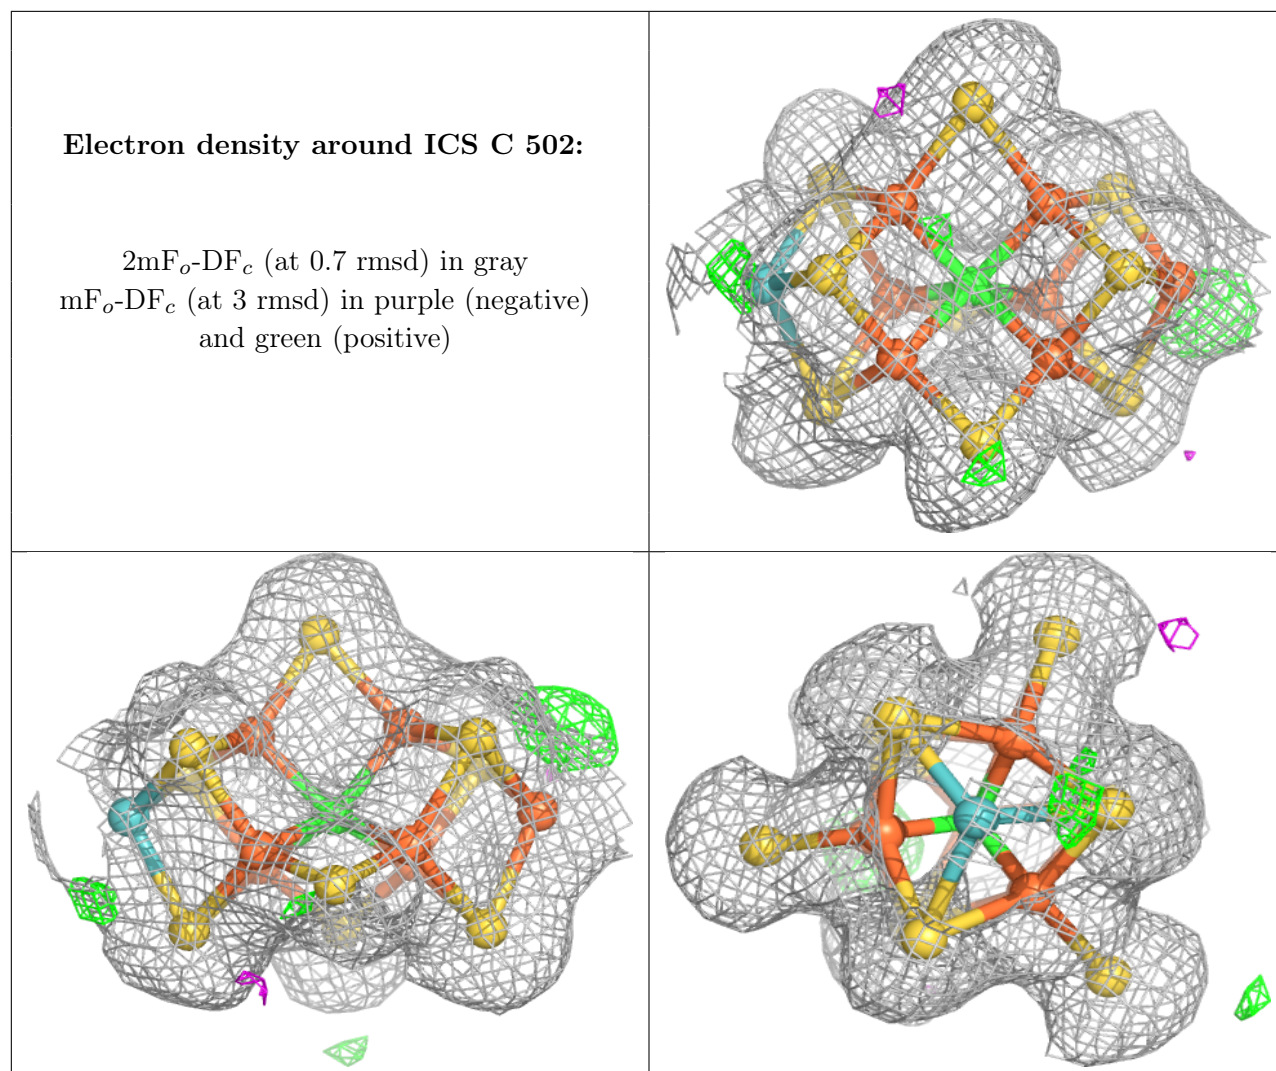 Electron density around ICS C 502:
2mFo-DFc (at 0.7 rmsd) in gray
mFo-DFc (at 3 rmsd) in purple (negative)
and green (positive)